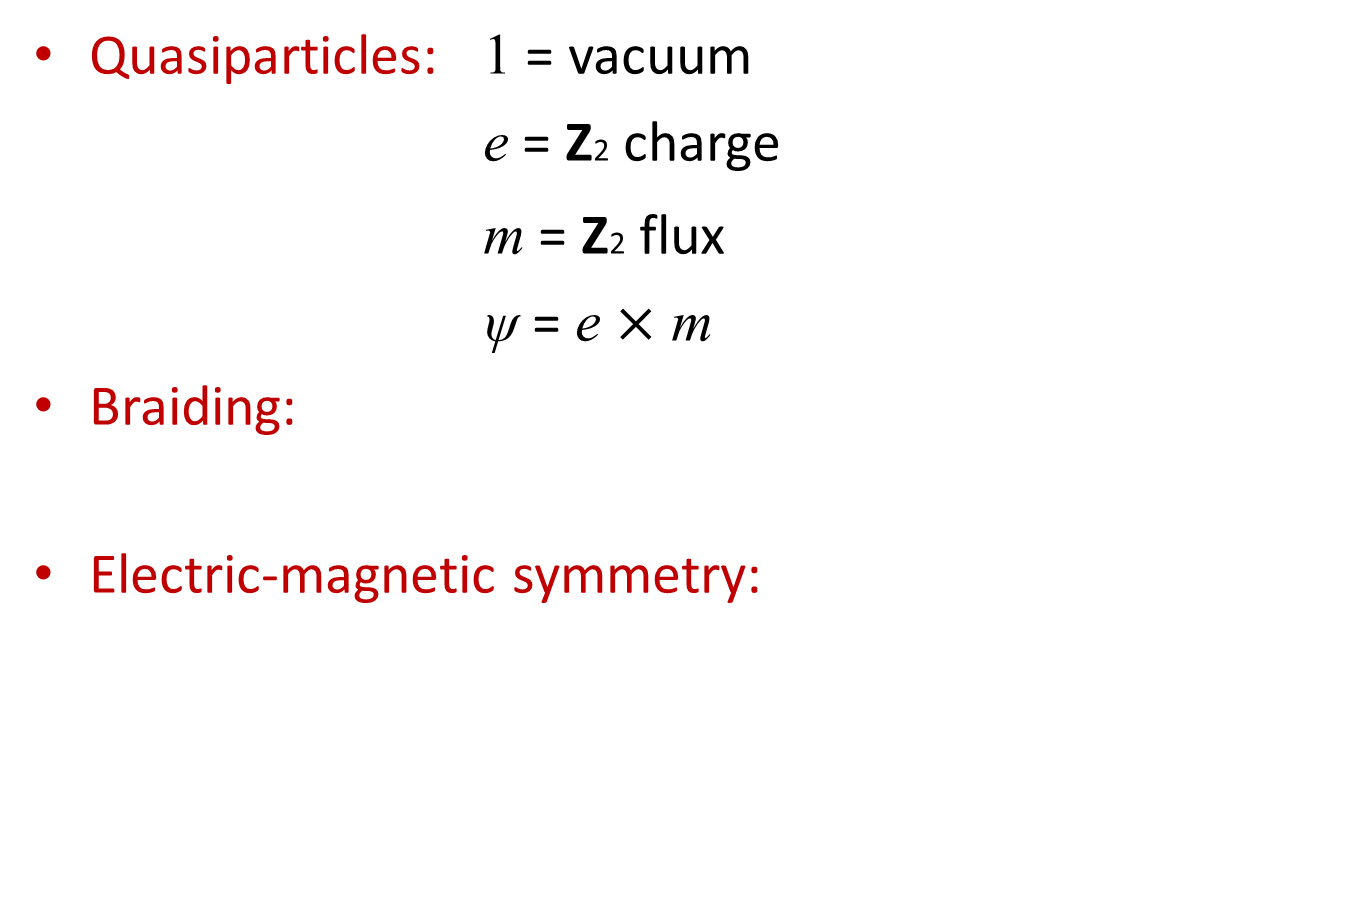 • Quasiparticles: 1 = vacuum
e = Z₂ charge
m = Z₂ flux
ψ = e × m
• Braiding:
• Electric-magnetic symmetry: